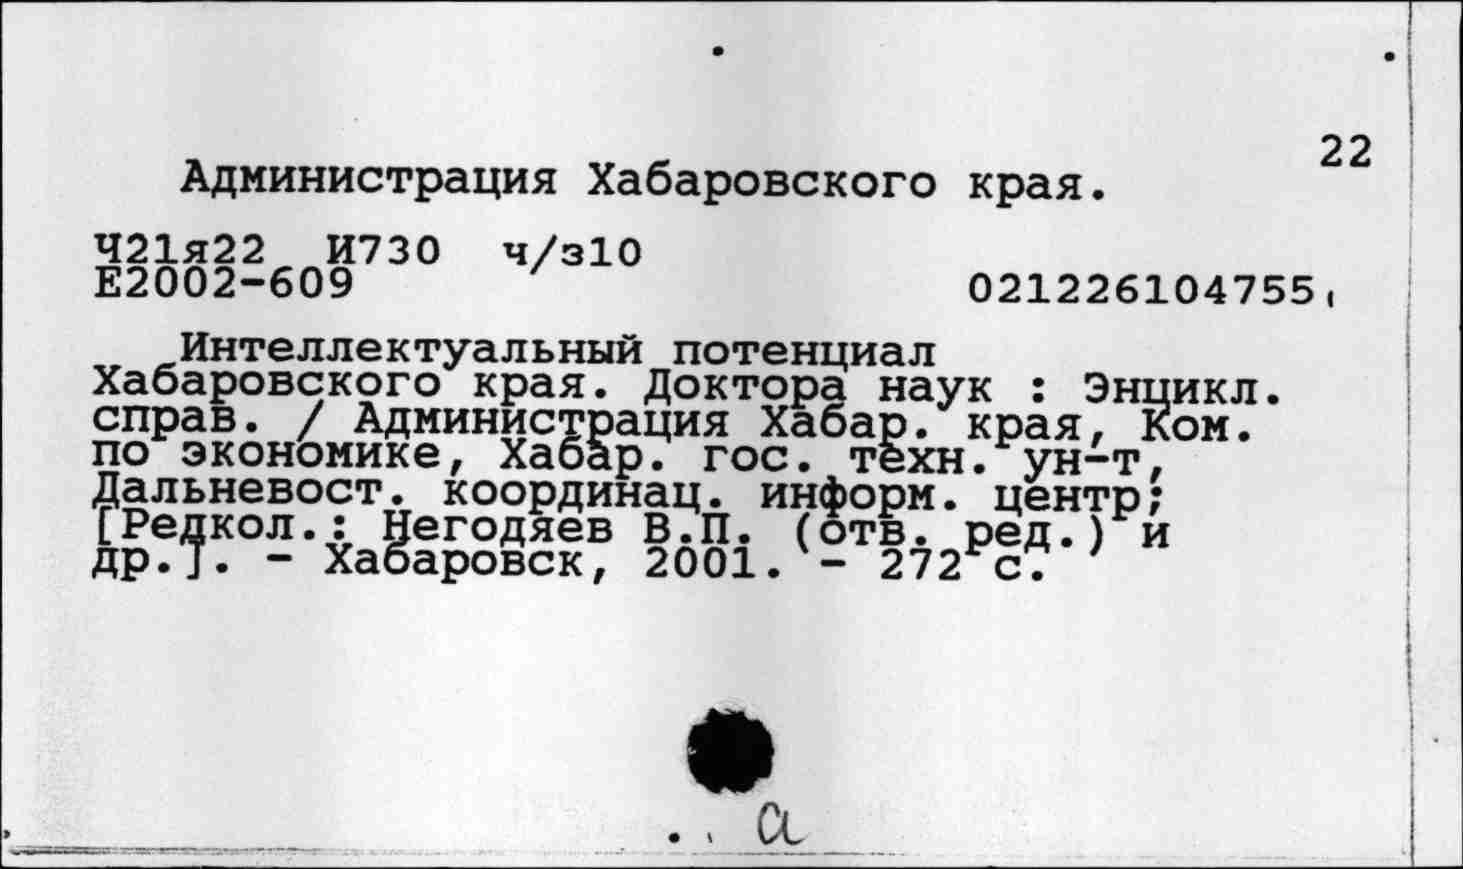 22
Администрация Хабаровского края.
Ч21я22 И730 ч/з10
Е2002-609 021226104755
Интеллектуальный потенциал
Хабаровского края. Доктора наук : Энцикл.
справ. / Администрация Хабар. края, Ком.
по экономике, Хабар. гос. техн. ун-т,
Дальневост. координац. информ. центр;
[Редкол.: Негодяев В.П. (отв. ред.) и
др.]. - Хабаровск, 2001. - 272 с.